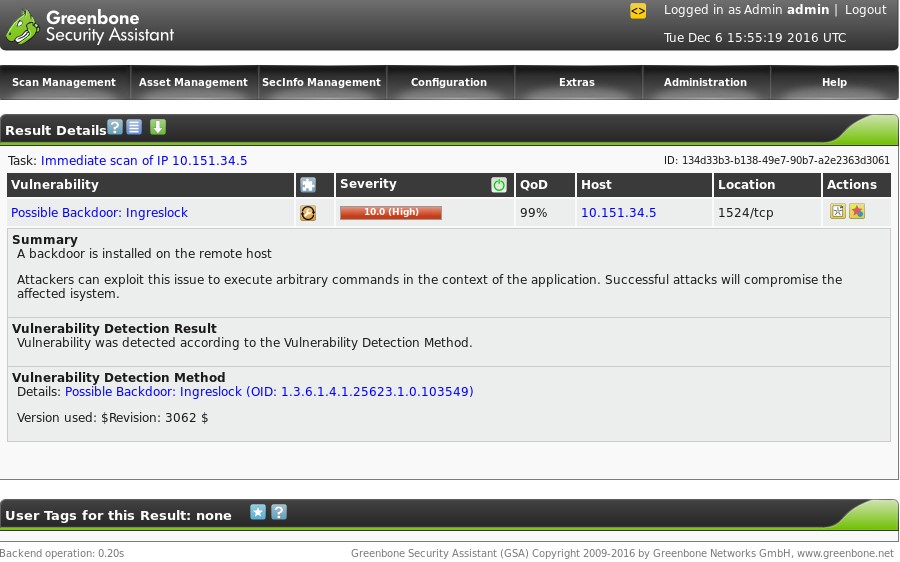 Greenbone
Security Assistant
<> Logged in as Admin admin | Logout
Tue Dec 6 15:55:19 2016 UTC
Scan Management Asset Management SecInfo Management Configuration Extras Administration Help
Result Details ?
Task: Immediate scan of IP 10.151.34.5 ID: 134d33b3-b138-49e7-90b7-a2e2363d3061
Vulnerability Severity QoD Host Location Actions
Possible Backdoor: Ingreslock 10.0 (High) 99% 10.151.34.5 1524/tcp
Summary
A backdoor is installed on the remote host
Attackers can exploit this issue to execute arbitrary commands in the context of the application. Successful attacks will compromise the
affected isystem.
Vulnerability Detection Result
Vulnerability was detected according to the Vulnerability Detection Method.
Vulnerability Detection Method
Details: Possible Backdoor: Ingreslock (OID: 1.3.6.1.4.1.25623.1.0.103549)
Version used: $Revision: 3062 $
User Tags for this Result: none ?
Backend operation: 0.20s Greenbone Security Assistant (GSA) Copyright 2009-2016 by Greenbone Networks GmbH, www.greenbone.net